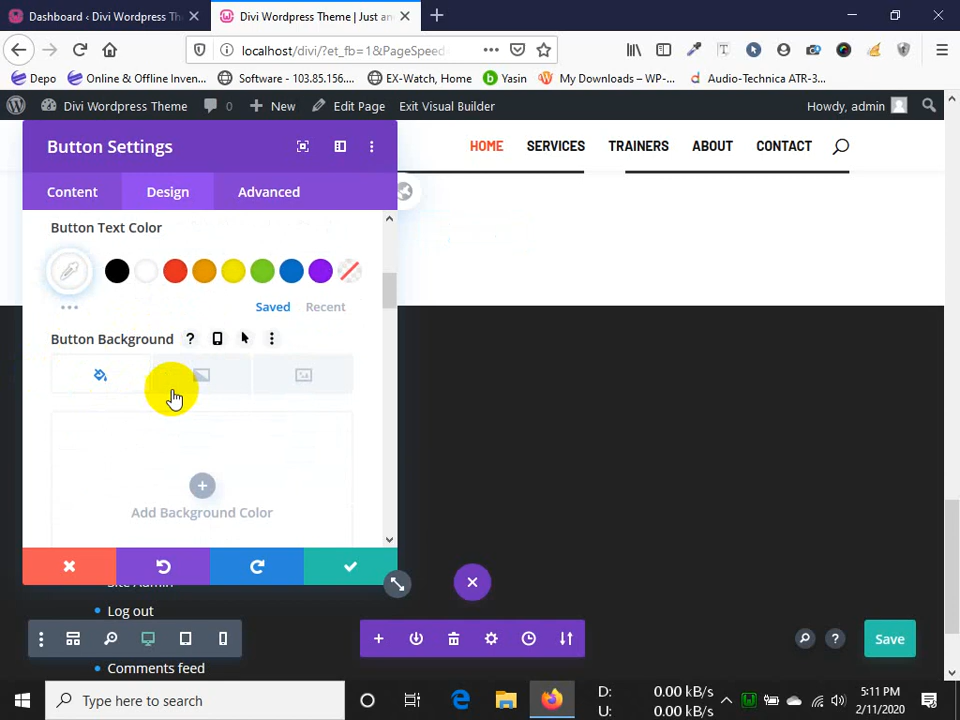 Dashboard ‹ Divi Wordpress Th
Divi Wordpress Theme | Just an
localhost/divi/?et_fb=1&PageSpeed
Depo
Online & Offline Inven...
Software - 103.85.156....
EX-Watch, Home
Yasin
My Downloads – WP-...
Audio-Technica ATR-3...
Divi Wordpress Theme
0
New
Edit Page
Exit Visual Builder
Howdy, admin
Button Settings
HOME
SERVICES
TRAINERS
ABOUT
CONTACT
Content
Design
Advanced
Button Text Color
Saved
Recent
Button Background
Add Background Color
Site Admin
Log out
Comments feed
Save
Type here to search
D: 0.00 kB/s
U: 0.00 kB/s
5:11 PM
2/11/2020